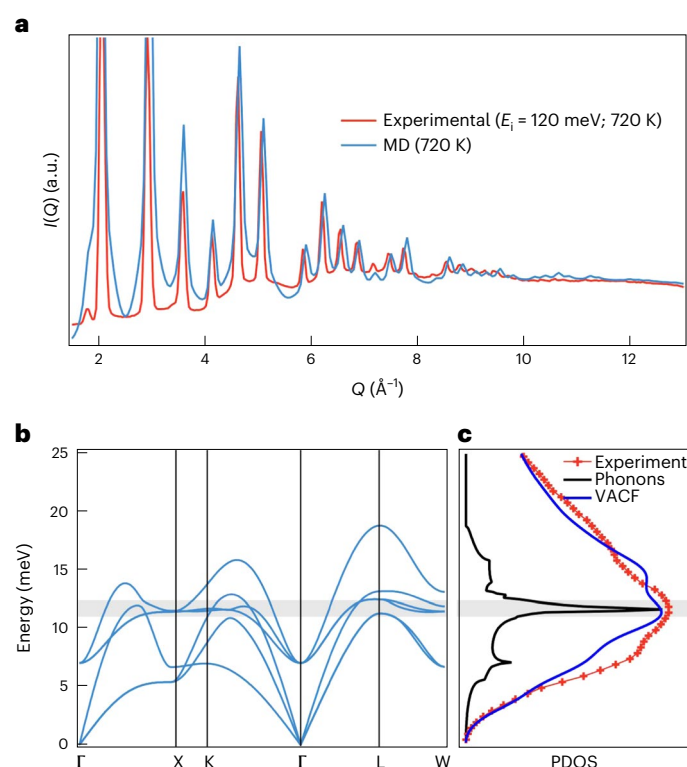 a
I(Q) (a.u.)
Experimental (Ei = 120 meV; 720 K)
MD (720 K)
2 4 6 8 10 12
Q (Å−1)
b
Energy (meV)
25
20
15
10
5
0
Γ X K Γ L W
c
Experiment
Phonons
VACF
PDOS